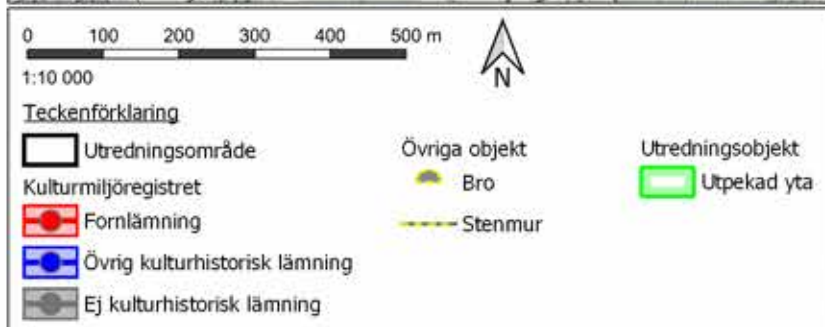 0 100 200 300 400 500 m
N
1:10 000
Teckenförklaring
Utredningsområde
Kulturmiljöregistret
Fornlämning
Övrig kulturhistorisk lämning
Ej kulturhistorisk lämning
Övriga objekt
Bro
Stenmur
Utredningsobjekt
Utpekad yta